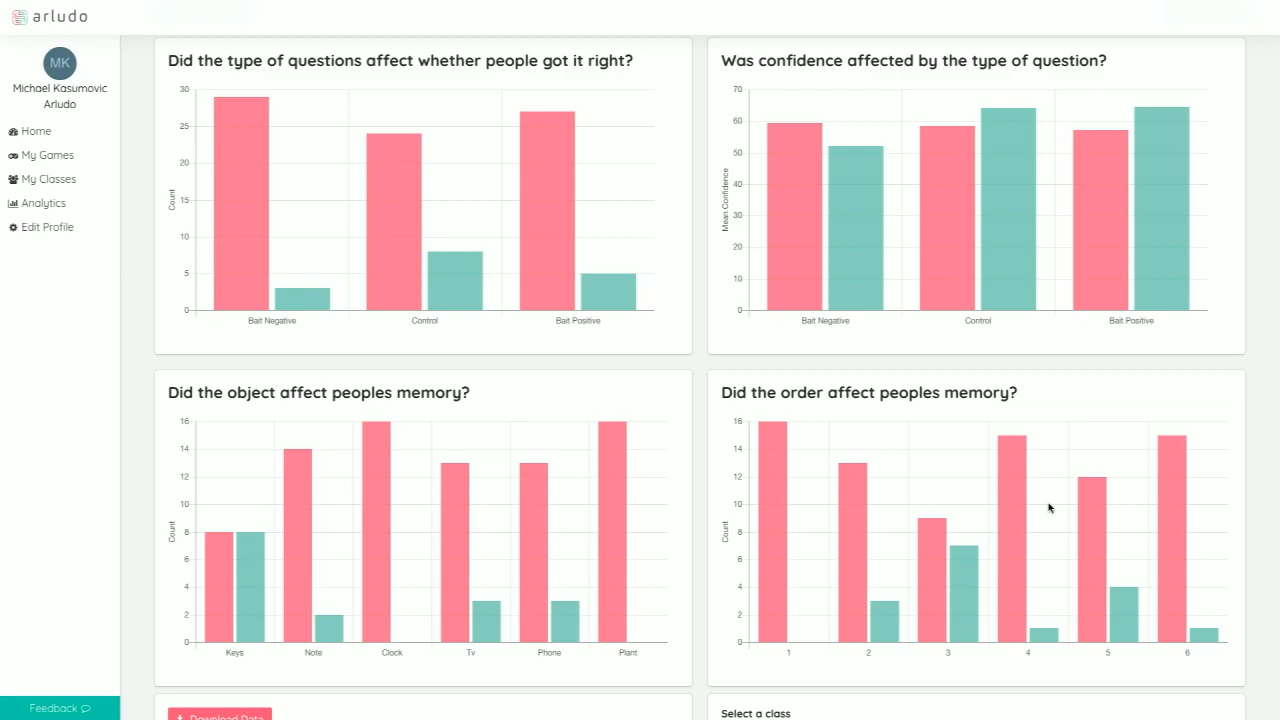 arludo
MK
Michael Kasumovic
Arludo
Home
My Games
My Classes
Analytics
Edit Profile
Feedback
Did the type of questions affect whether people got it right?
30
25
20
15
10
5
0
Count
Bait Negative
Control
Bait Positive
Was confidence affected by the type of question?
70
60
50
40
30
20
10
0
Mean Confidence
Bait Negative
Control
Bait Positive
Did the object affect peoples memory?
16
14
12
10
8
6
4
2
0
Count
Keys
Note
Clock
Tv
Phone
Plant
Did the order affect peoples memory?
16
14
12
10
8
6
4
2
0
Count
1
2
3
4
5
6
Download Data
Select a class